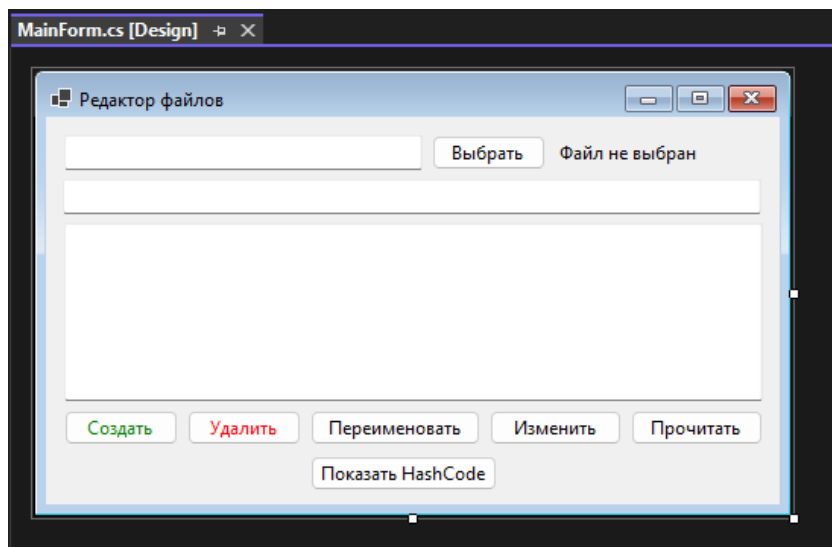 MainForm.cs [Design]
Редактор файлов
Выбрать Файл не выбран
Создать Удалить Переименовать Изменить Прочитать
Показать HashCode